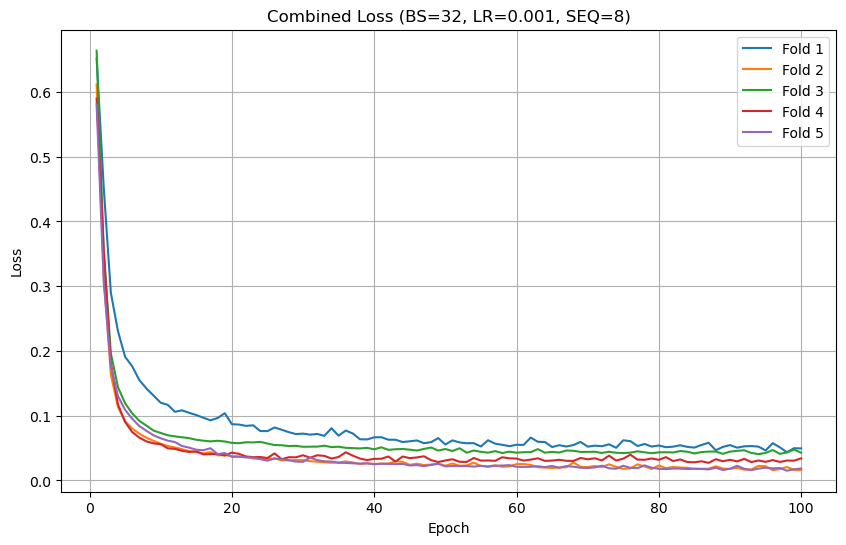 Combined Loss (BS=32, LR=0.001, SEQ=8)
Fold 1
Fold 2
Fold 3
Fold 4
Fold 5
Loss
0.6
0.5
0.4
0.3
0.2
0.1
0.0
0 20 40 60 80 100
Epoch